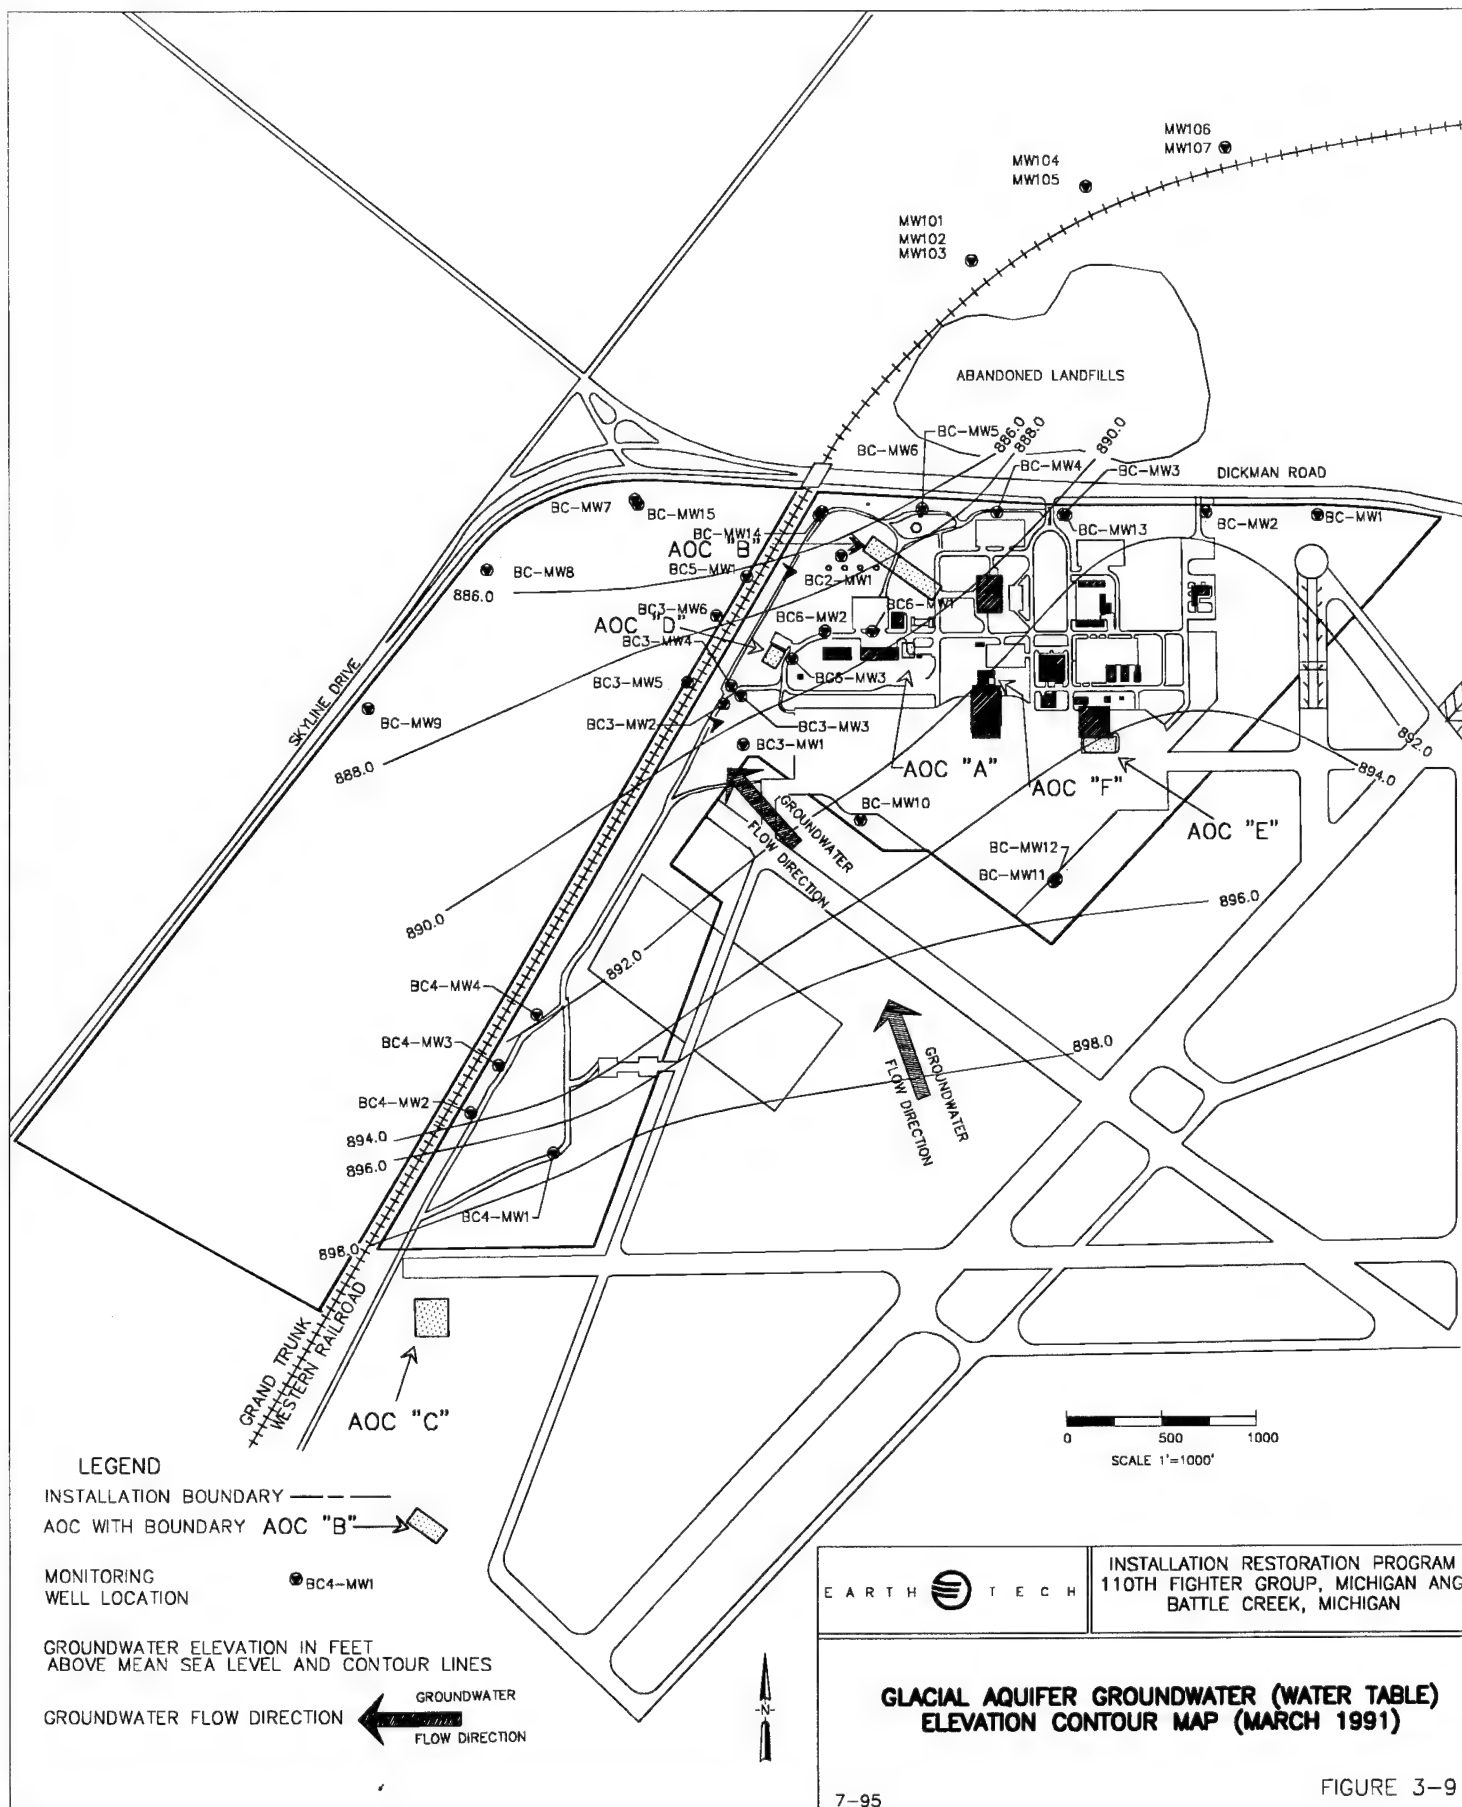 MW106
MW107
MW104
MW105
MW101
MW102
MW103
ABANDONED LANDFILLS
BC-MW5
886.0
888.0
890.0
BC-MW6
BC-MW4
BC-MW3
DICKMAN ROAD
BC-MW7
BC-MW15
BC-MW14
BC-MW13
BC-MW2
BC-MW1
AOC "B"
BC-MW8
BC5-MW1
BC2-MW1
886.0
BC3-MW6
BC6-MW2
BC6-MW1
AOC "D"
BC3-MW4
BC3-MW5
BC6-MW3
SKYLINE DRIVE
BC-MW9
BC3-MW2
BC3-MW3
BC3-MW1
892.0
888.0
AOC "A"
AOC "F"
894.0
BC-MW10
AOC "E"
GROUNDWATER
FLOW DIRECTION
BC-MW12
BC-MW11
896.0
890.0
892.0
BC4-MW4
BC4-MW3
898.0
GROUNDWATER
FLOW DIRECTION
BC4-MW2
894.0
896.0
BC4-MW1
898.0
GRAND TRUNK
WESTERN RAILROAD
AOC "C"
0 500 1000
SCALE 1'=1000'
LEGEND
INSTALLATION BOUNDARY
AOC WITH BOUNDARY AOC "B"
MONITORING
WELL LOCATION
BC4-MW1
GROUNDWATER ELEVATION IN FEET
ABOVE MEAN SEA LEVEL AND CONTOUR LINES
GROUNDWATER FLOW DIRECTION
GROUNDWATER
FLOW DIRECTION
N
EARTH TECH
INSTALLATION RESTORATION PROGRAM
110TH FIGHTER GROUP, MICHIGAN ANG
BATTLE CREEK, MICHIGAN
GLACIAL AQUIFER GROUNDWATER (WATER TABLE)
ELEVATION CONTOUR MAP (MARCH 1991)
7-95
FIGURE 3-9